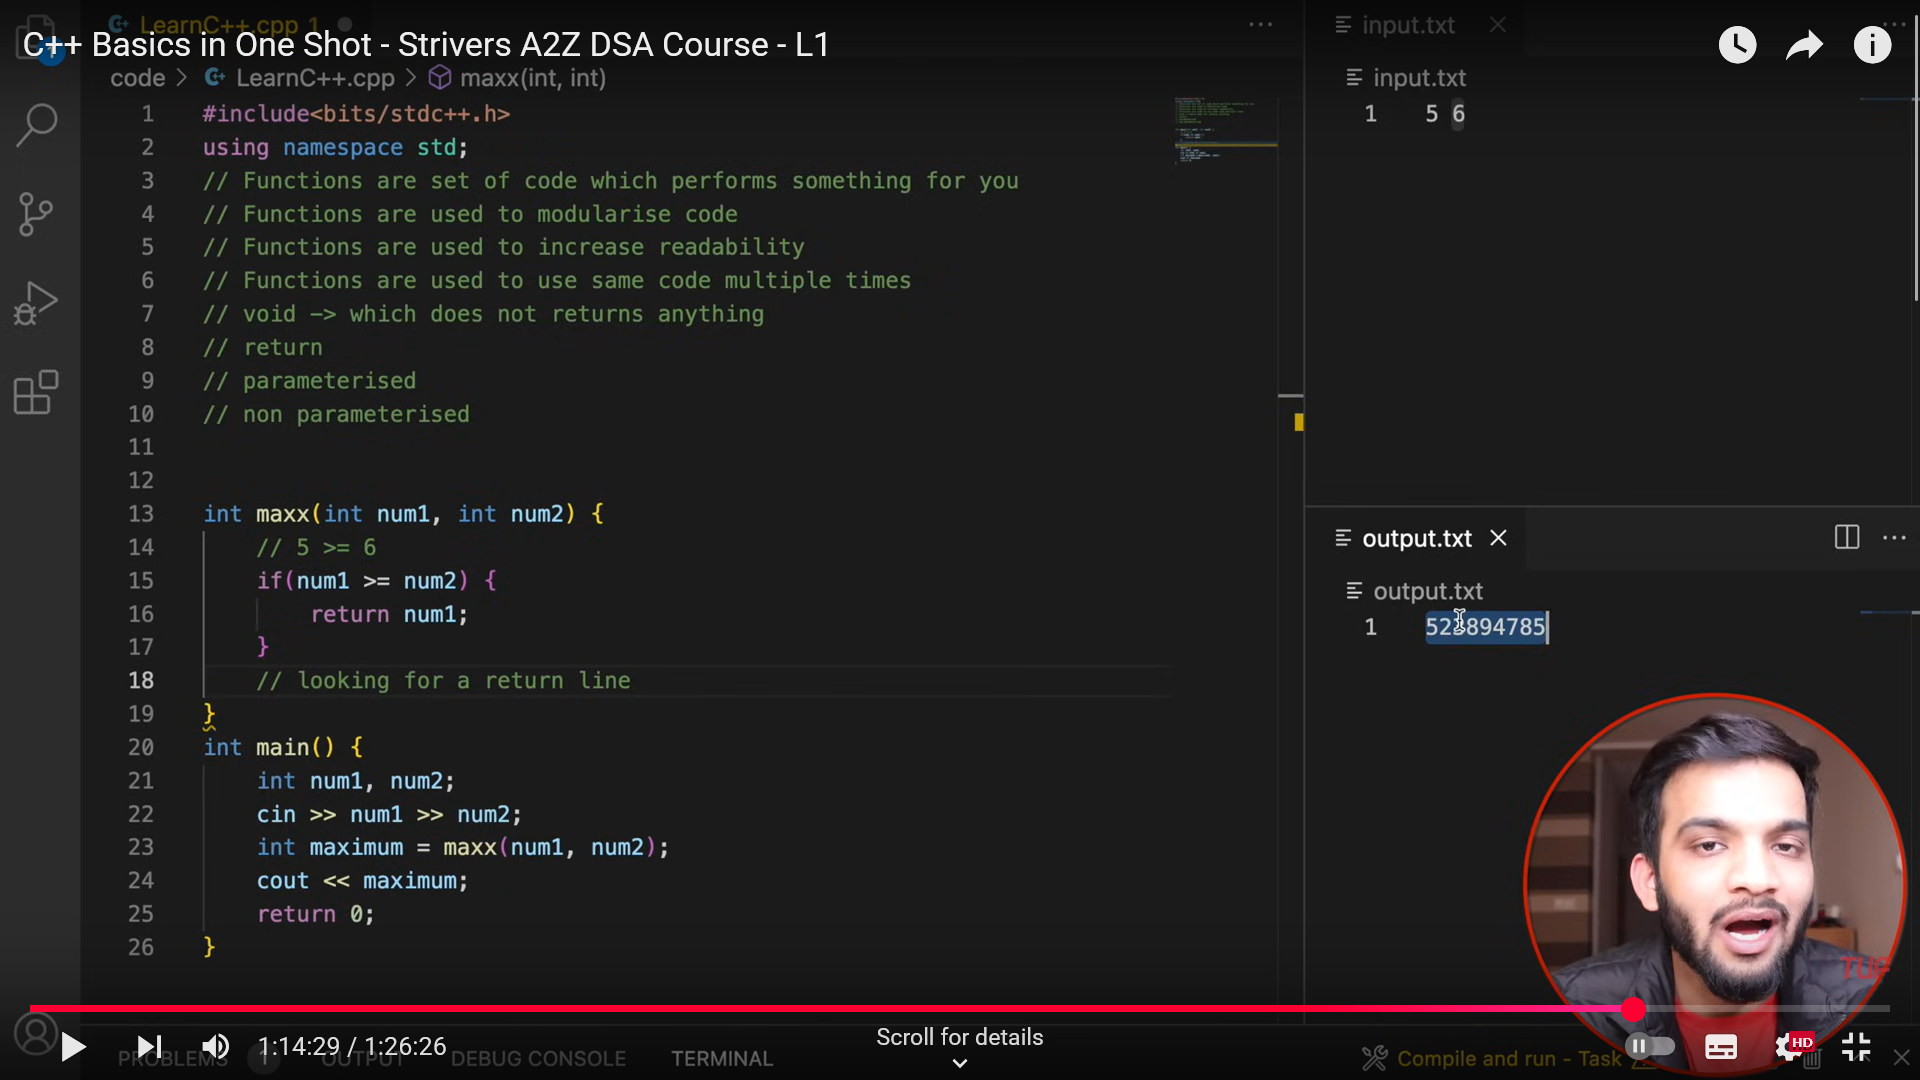 LearnC++.cpp 1
C++ Basics in One Shot - Strivers A2Z DSA Course - L1
code > LearnC++.cpp > maxx(int, int)
1 #include<bits/stdc++.h>
2 using namespace std;
3 // Functions are set of code which performs something for you
4 // Functions are used to modularise code
5 // Functions are used to increase readability
6 // Functions are used to use same code multiple times
7 // void -> which does not returns anything
8 // return
9 // parameterised
10 // non parameterised
11
12
13 int maxx(int num1, int num2) {
14 // 5 >= 6
15 if(num1 >= num2) {
16 return num1;
17 }
18 // looking for a return line
19 }
20 int main() {
21 int num1, num2;
22 cin >> num1 >> num2;
23 int maximum = maxx(num1, num2);
24 cout << maximum;
25 return 0;
26 }
input.txt
input.txt
1 5 6
output.txt
output.txt
1 523894785
TUF
1:14:29 / 1:26:26
Scroll for details
HD
PROBLEMS 1 OUTPUT DEBUG CONSOLE TERMINAL
Compile and run - Task